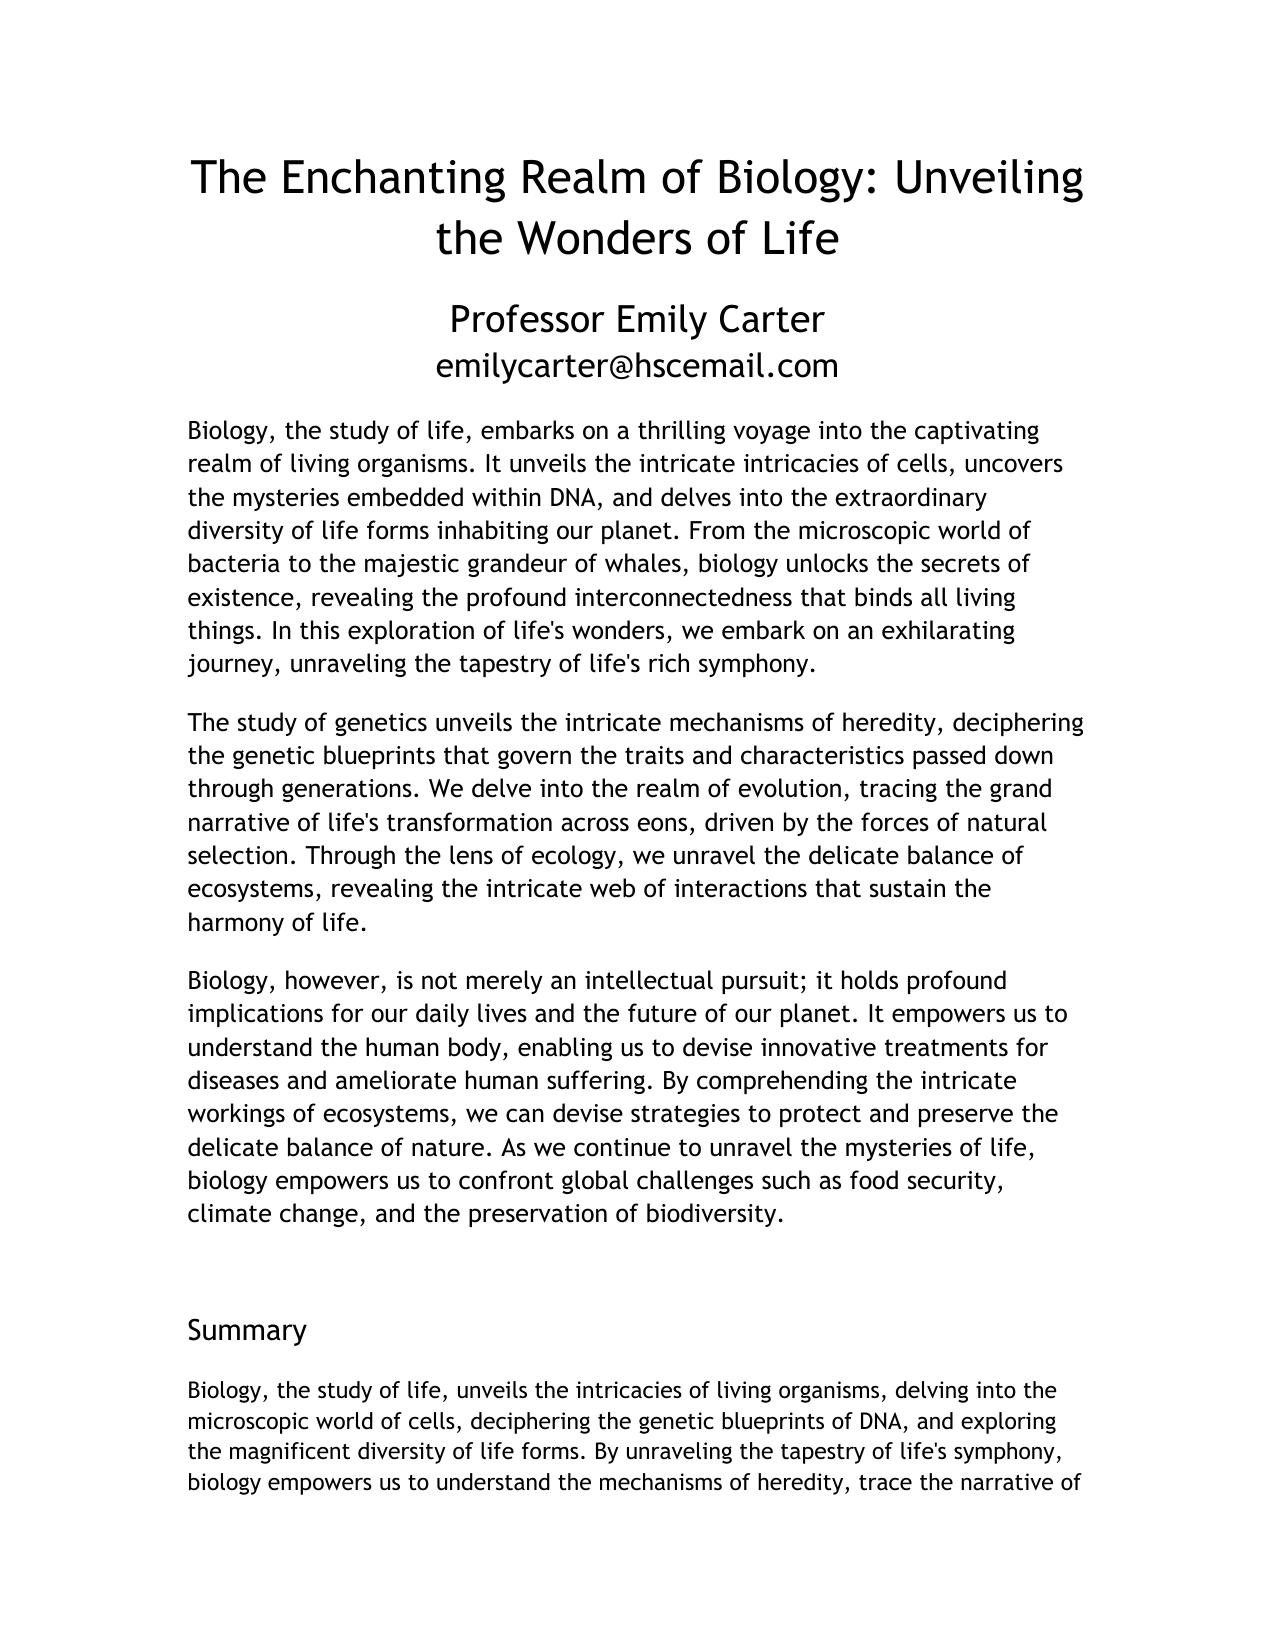 The Enchanting Realm of Biology: Unveiling
the Wonders of Life
Professor Emily Carter
emilycarter@hscemail.com
Biology, the study of life, embarks on a thrilling voyage into the captivating
realm of living organisms. It unveils the intricate intricacies of cells, uncovers
the mysteries embedded within DNA, and delves into the extraordinary
diversity of life forms inhabiting our planet. From the microscopic world of
bacteria to the majestic grandeur of whales, biology unlocks the secrets of
existence, revealing the profound interconnectedness that binds all living
things. In this exploration of life's wonders, we embark on an exhilarating
journey, unraveling the tapestry of life's rich symphony.
The study of genetics unveils the intricate mechanisms of heredity, deciphering
the genetic blueprints that govern the traits and characteristics passed down
through generations. We delve into the realm of evolution, tracing the grand
narrative of life's transformation across eons, driven by the forces of natural
selection. Through the lens of ecology, we unravel the delicate balance of
ecosystems, revealing the intricate web of interactions that sustain the
harmony of life.
Biology, however, is not merely an intellectual pursuit; it holds profound
implications for our daily lives and the future of our planet. It empowers us to
understand the human body, enabling us to devise innovative treatments for
diseases and ameliorate human suffering. By comprehending the intricate
workings of ecosystems, we can devise strategies to protect and preserve the
delicate balance of nature. As we continue to unravel the mysteries of life,
biology empowers us to confront global challenges such as food security,
climate change, and the preservation of biodiversity.
Summary
Biology, the study of life, unveils the intricacies of living organisms, delving into the
microscopic world of cells, deciphering the genetic blueprints of DNA, and exploring
the magnificent diversity of life forms. By unraveling the tapestry of life's symphony,
biology empowers us to understand the mechanisms of heredity, trace the narrative of